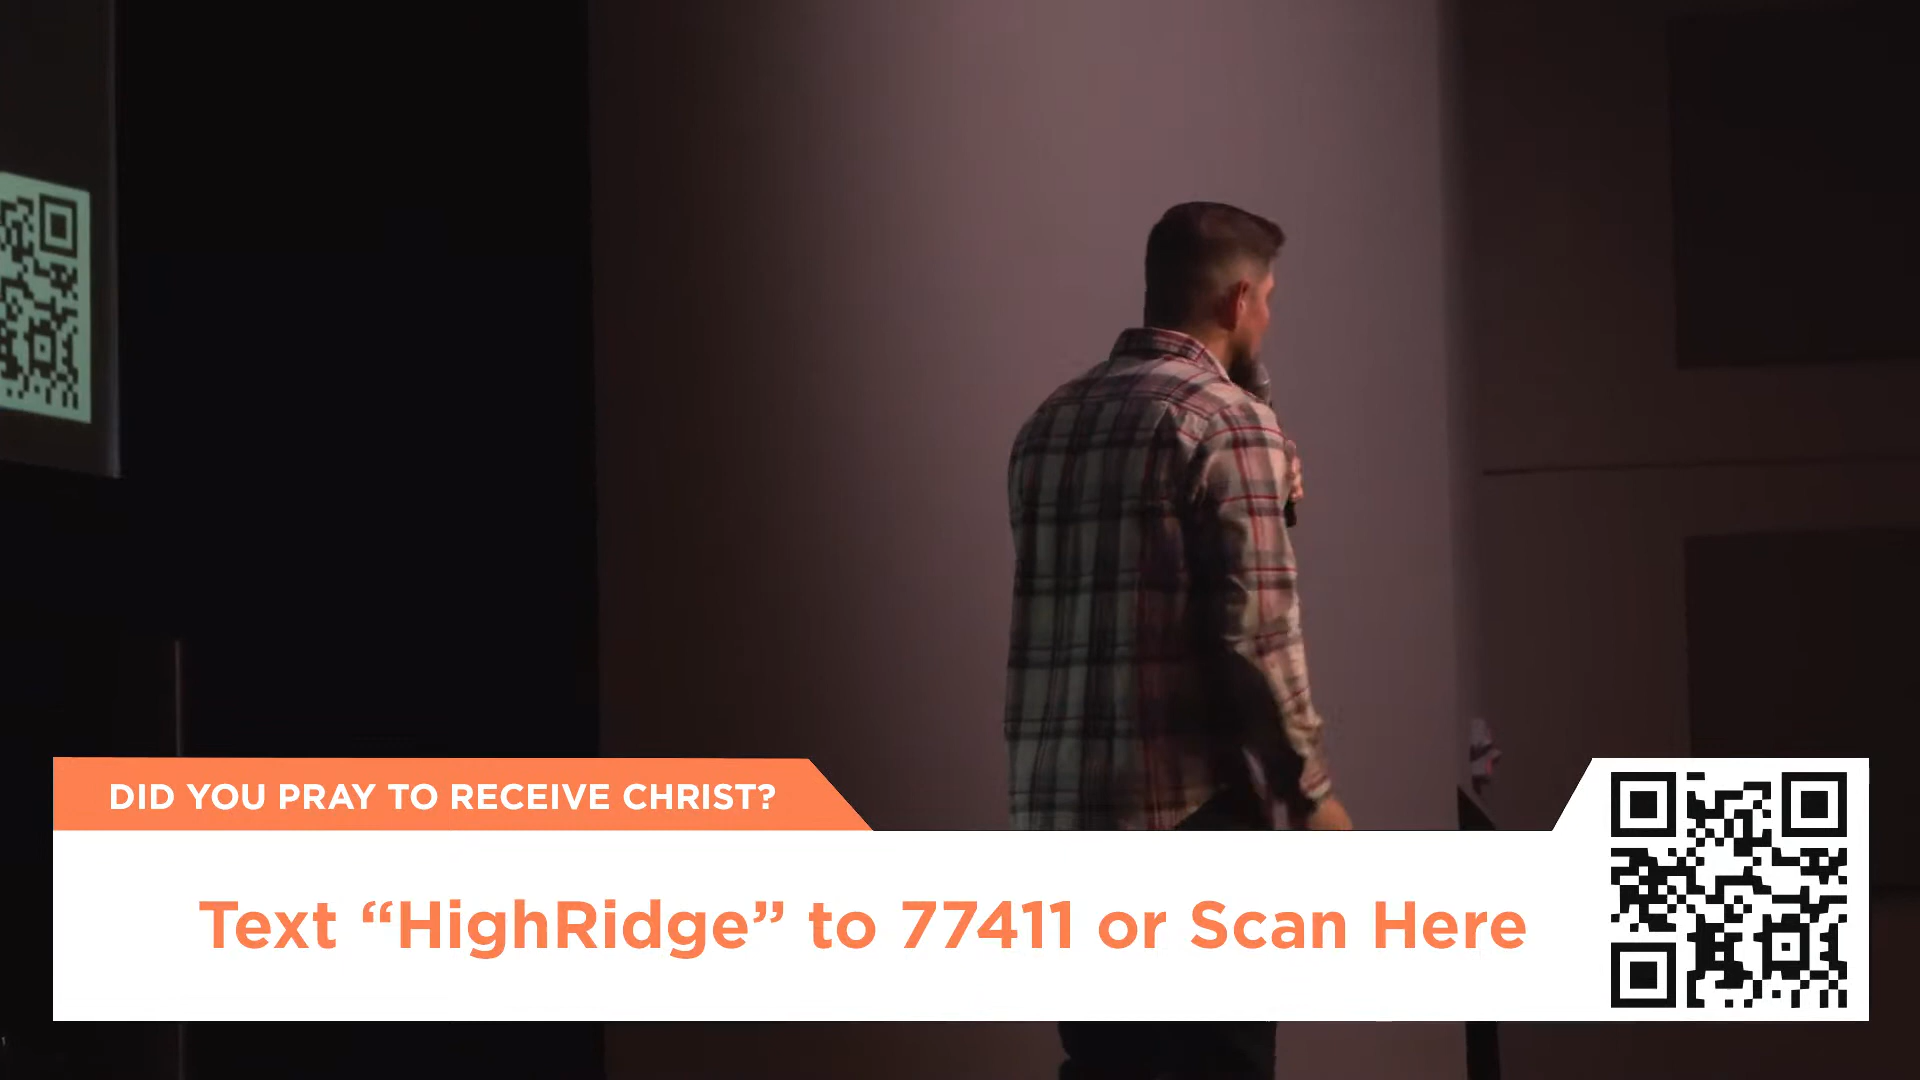 DID YOU PRAY TO RECEIVE CHRIST?
Text “HighRidge” to 77411 or Scan Here